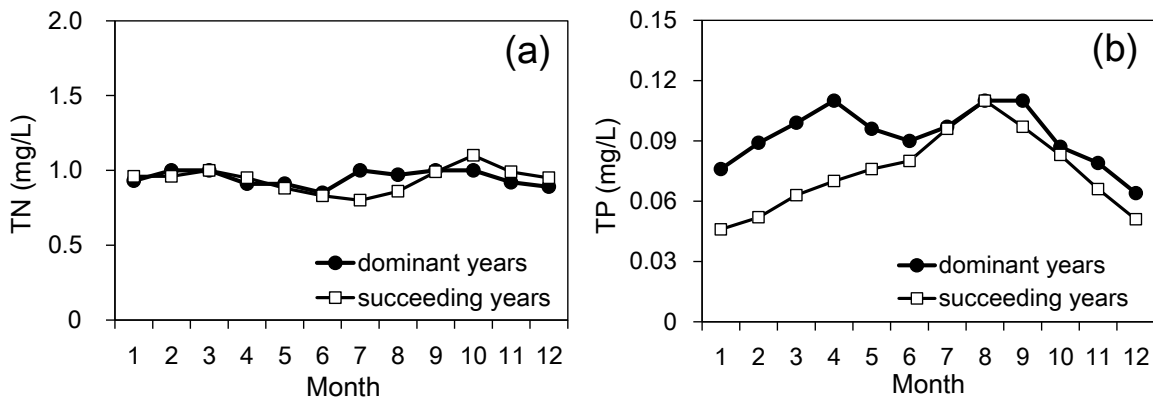 (a)
TN (mg/L)
2.0
1.5
1.0
0.5
0
dominant years
succeeding years
1 2 3 4 5 6 7 8 9 10 11 12
Month
(b)
TP (mg/L)
0.15
0.12
0.09
0.06
0.03
0.00
dominant years
succeeding years
1 2 3 4 5 6 7 8 9 10 11 12
Month